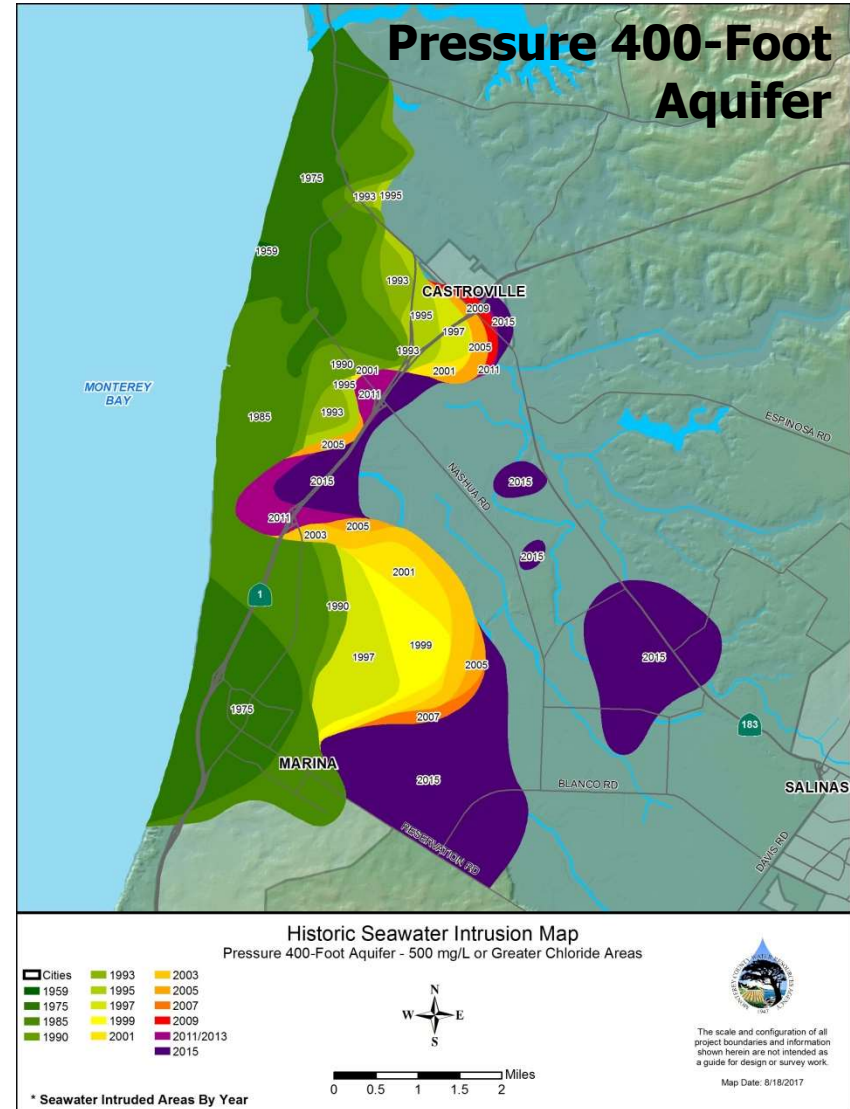 Pressure 400-Foot
Aquifer
1975
1993
1995
1959
1993
CASTROVILLE
2009
1995
2015
1997
1993
2005
1990
2001
2001
2011
1995
2011
MONTEREY
BAY
1985
1993
ESPINOSA RD
2005
NASHUA RD
2015
2015
2011
2005
2003
2015
2001
1
1990
1999
1997
2005
2015
1975
2007
183
MARINA
2015
BLANCO RD
SALINAS
RESERVATION RD
DAVIS RD
Historic Seawater Intrusion Map
Pressure 400-Foot Aquifer - 500 mg/L or Greater Chloride Areas
Cities
1959
1975
1985
1990
1993
1995
1997
1999
2001
2003
2005
2007
2009
2011/2013
2015
* Seawater Intruded Areas By Year
N
W E
S
Miles
0 0.5 1 1.5 2
MONTEREY COUNTY WATER RESOURCES AGENCY
1947
The scale and configuration of all
project boundaries and information
shown herein are not intended as
a guide for design or survey work.
Map Date: 8/18/2017